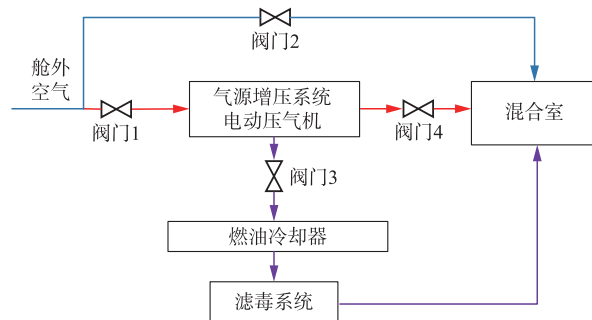 阀门2
舱外
空气
阀门1
气源增压系统
电动压气机
阀门4
混合室
阀门3
燃油冷却器
滤毒系统